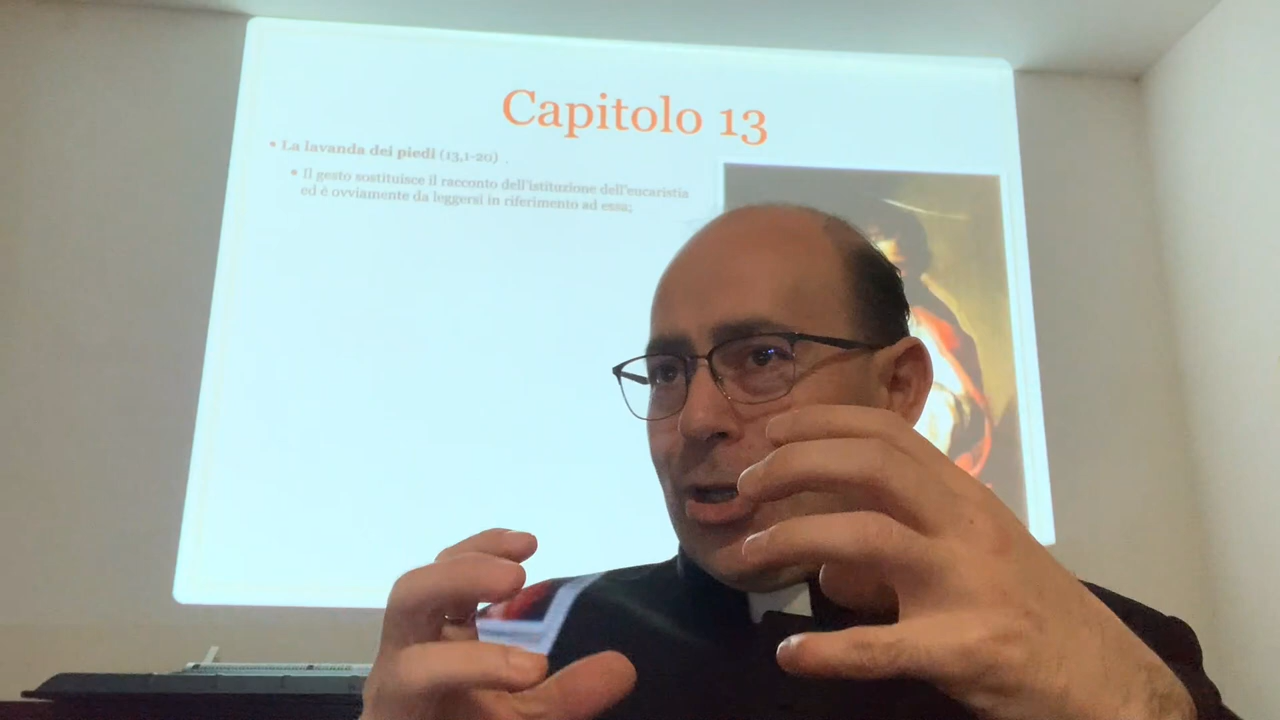 Capitolo 13
• La lavanda dei piedi (13,1-20) .
• Il gesto sostituisce il racconto dell'istituzione dell'eucaristia
ed è ovviamente da leggersi in riferimento ad essa;